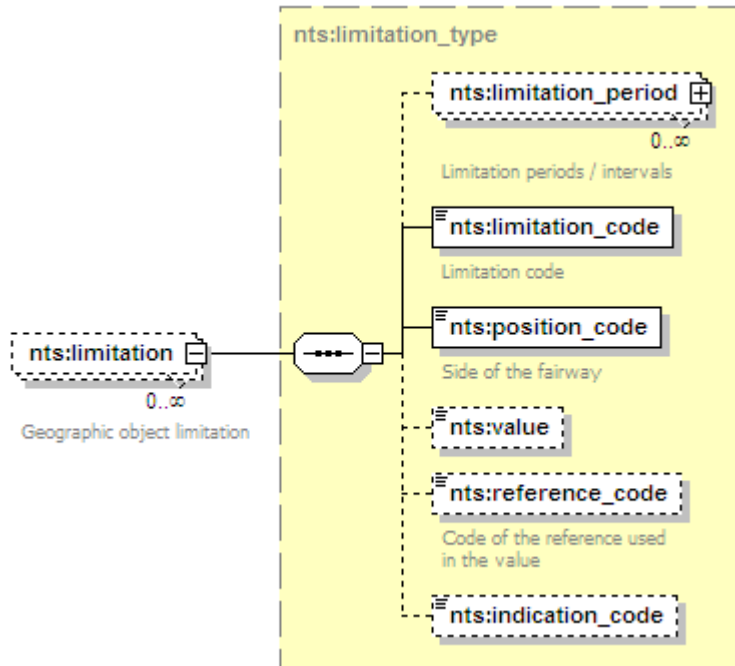 nts:limitation_type
nts:limitation_period
0..∞
Limitation periods / intervals
nts:limitation_code
Limitation code
nts:position_code
Side of the fairway
nts:limitation
0..∞
Geographic object limitation
nts:value
nts:reference_code
Code of the reference used
in the value
nts:indication_code